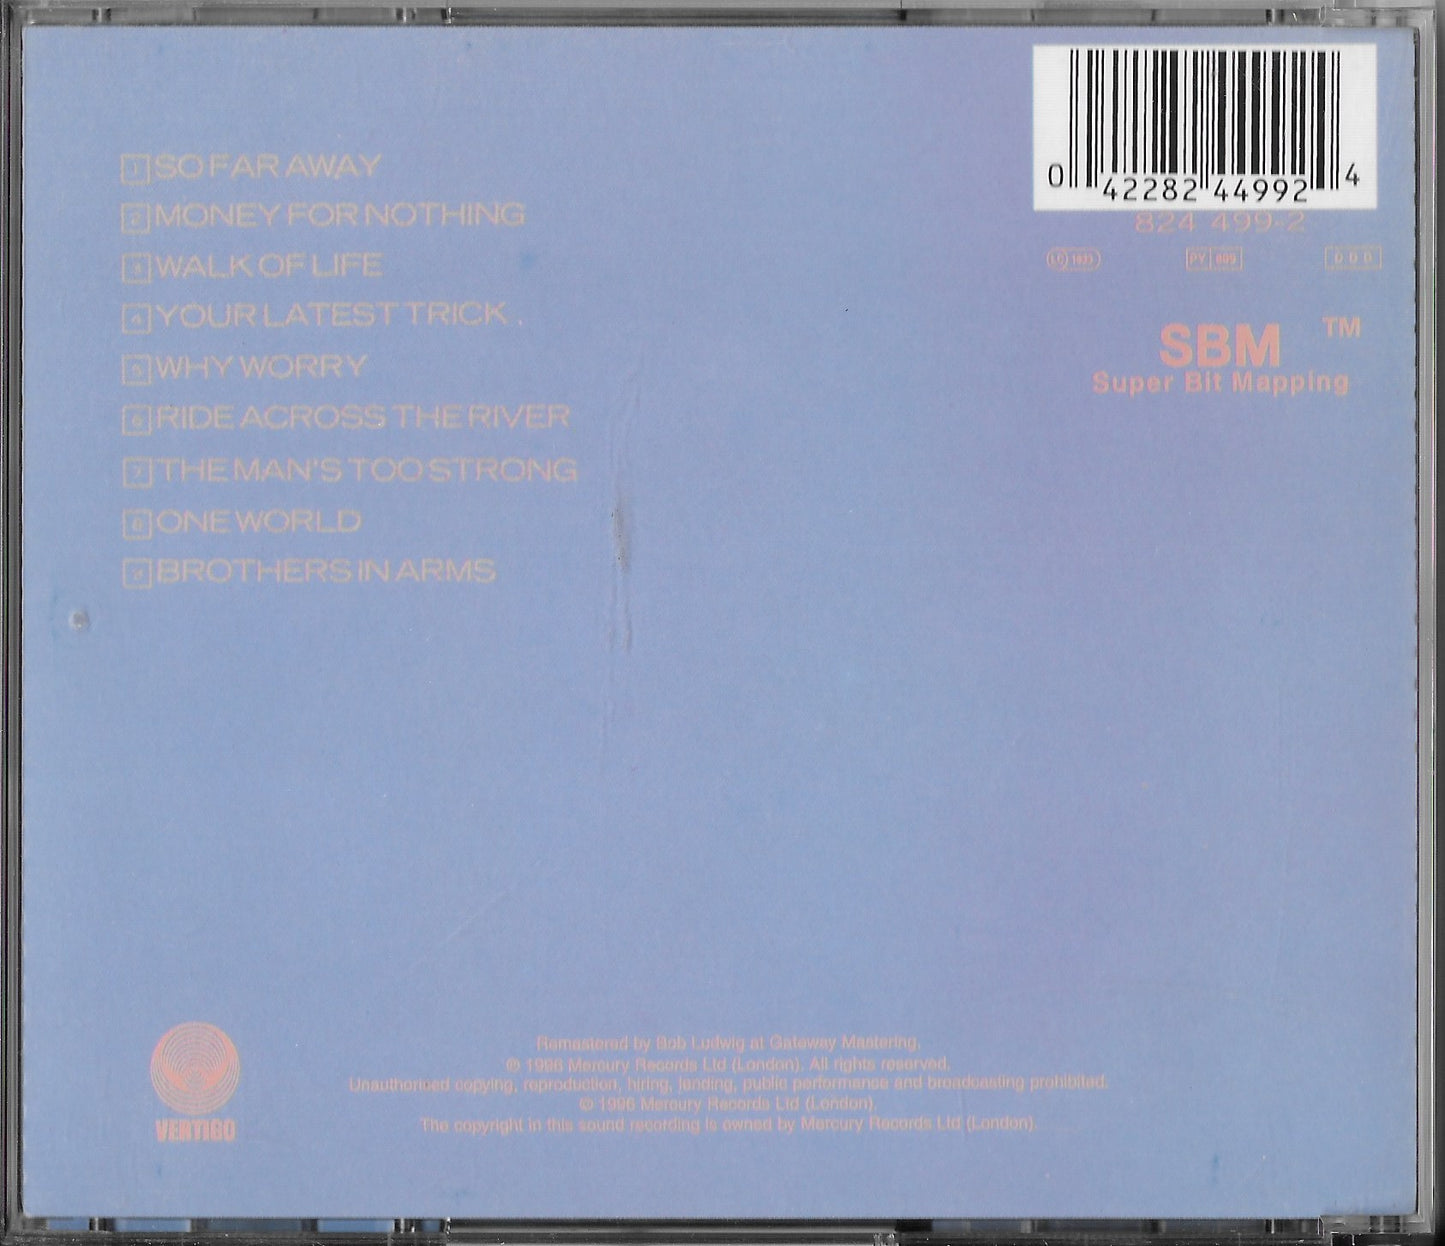 1 SO FAR AWAY
2 MONEY FOR NOTHING
3 WALK OF LIFE
4 YOUR LATEST TRICK .
5 WHY WORRY
6 RIDE ACROSS THE RIVER
7 THE MAN'S TOO STRONG
8 ONE WORLD
9 BROTHERS IN ARMS
0 42282 44992 4
824 499-2
LC 1633 PY 899 DDD
SBM TM
Super Bit Mapping
VERTIGO
Remastered by Bob Ludwig at Gateway Mastering.
℗ 1996 Mercury Records Ltd (London). All rights reserved.
Unauthorised copying, reproduction, hiring, lending, public performance and broadcasting prohibited.
© 1996 Mercury Records Ltd (London).
The copyright in this sound recording is owned by Mercury Records Ltd (London).